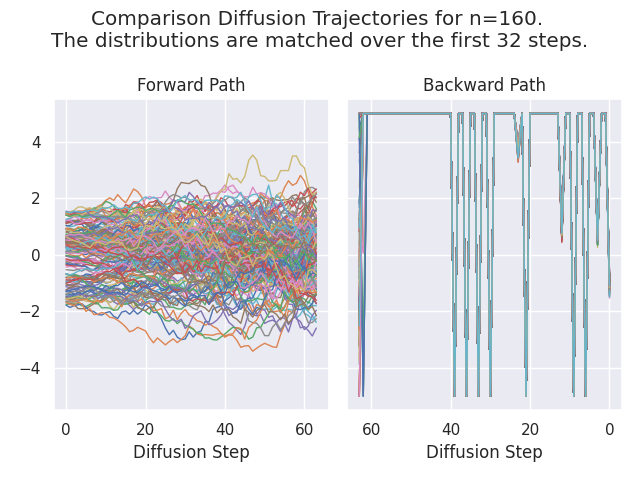 Comparison Diffusion Trajectories for n=160.
The distributions are matched over the first 32 steps.
Forward Path
Backward Path
4
2
0
−2
−4
0
20
40
60
60
40
20
0
Diffusion Step
Diffusion Step